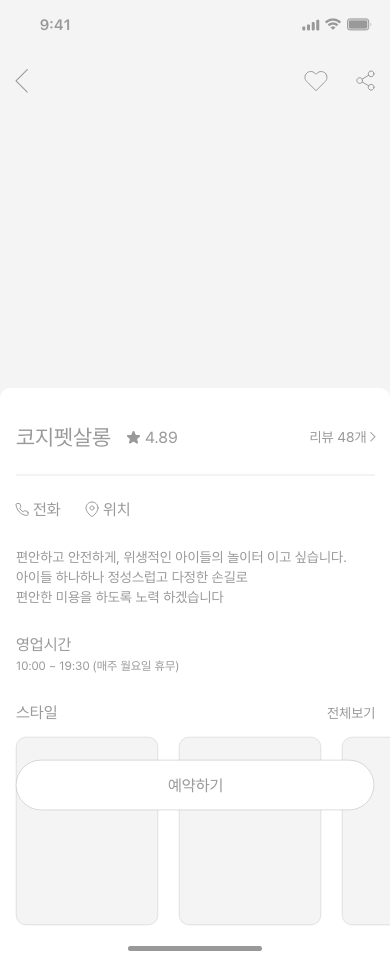 9:41
코지펫살롱 4.89 리뷰 48개
전화 위치
편안하고 안전하게, 위생적인 아이들의 놀이터 이고 싶습니다.
아이들 하나하나 정성스럽고 다정한 손길로
편안한 미용을 하도록 노력 하겠습니다
영업시간
10:00 ~ 19:30 (매주 월요일 휴무)
스타일 전체보기
예약하기